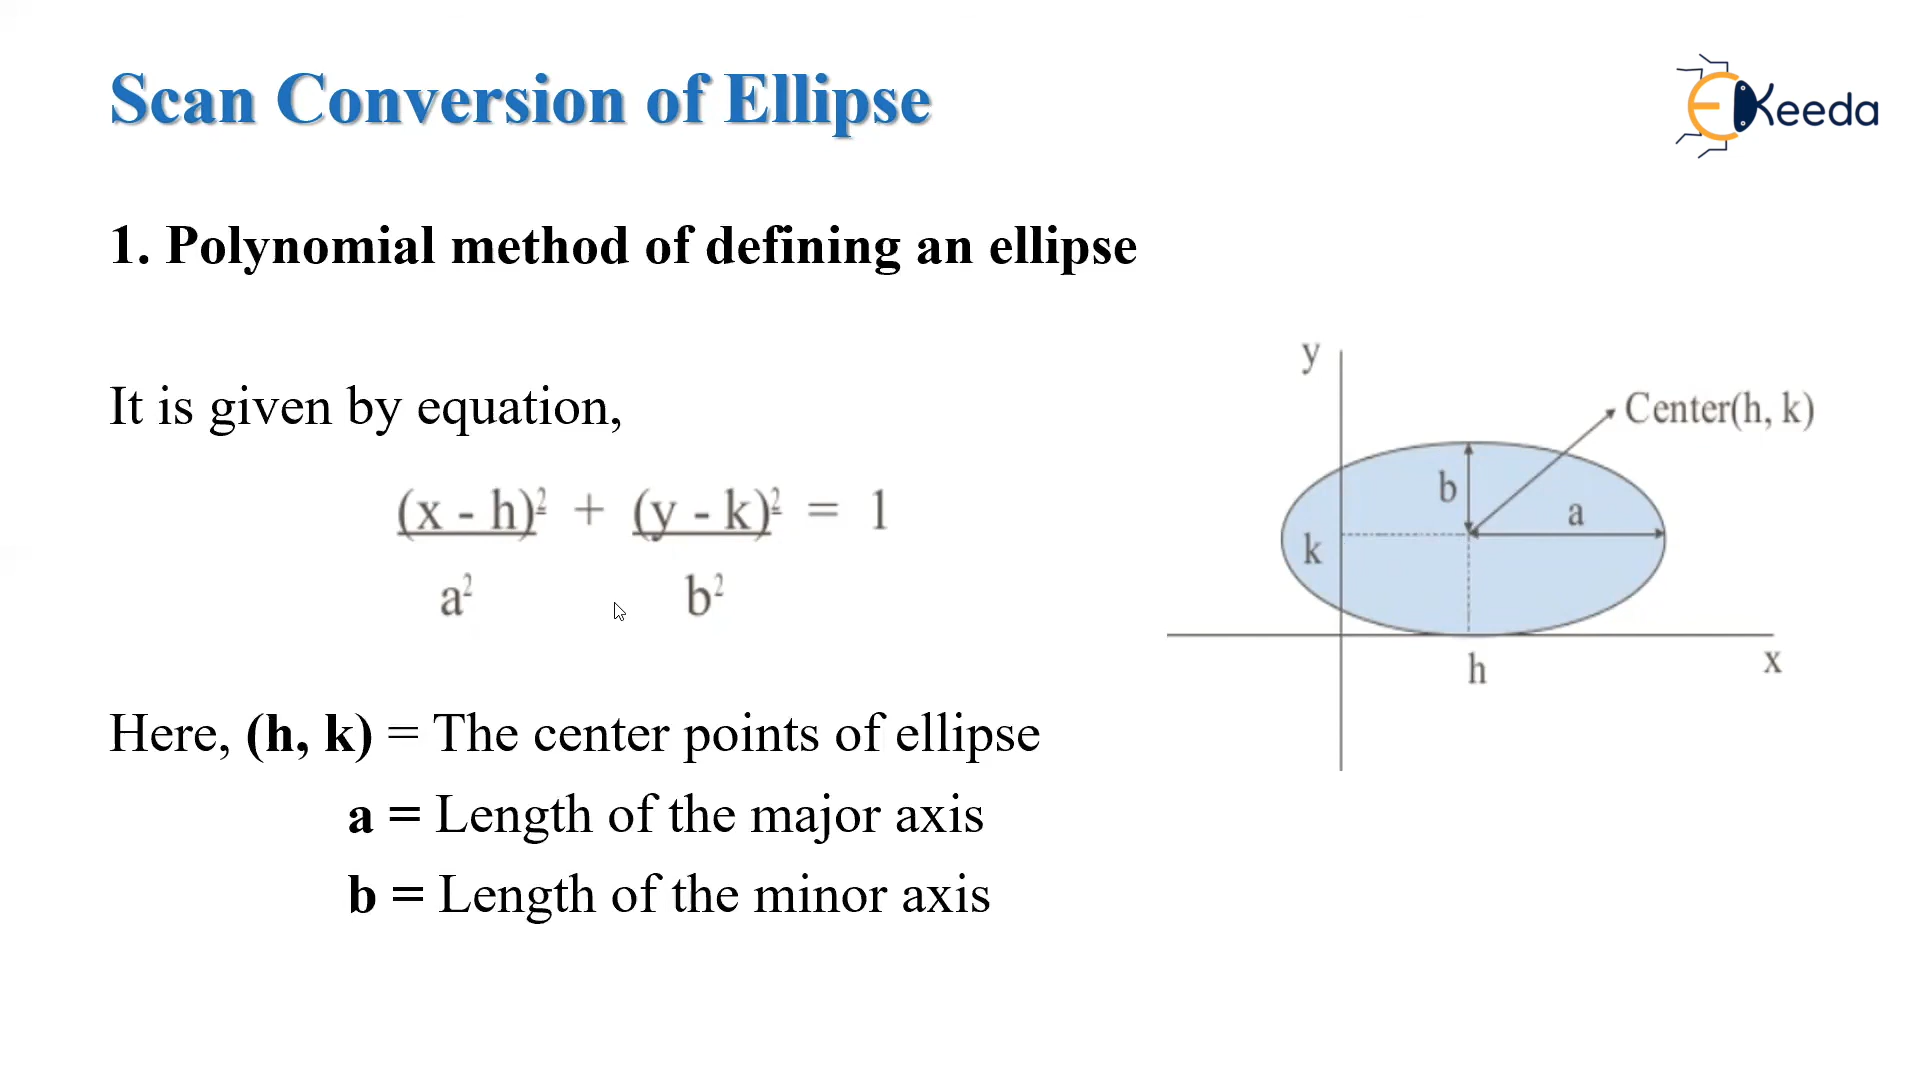 Scan Conversion of Ellipse
EKeeda
1. Polynomial method of defining an ellipse
It is given by equation,
(x - h)² + (y - k)² = 1
a² b²
y
Center(h, k)
b
a
k
h
x
Here, (h, k) = The center points of ellipse
a = Length of the major axis
b = Length of the minor axis